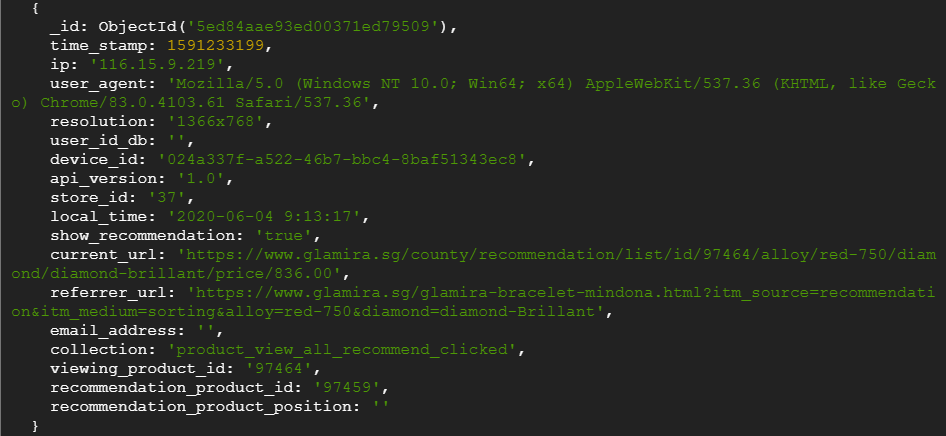 {
_id: ObjectId('5ed84aae93ed00371ed79509'),
time_stamp: 1591233199,
ip: '116.15.9.219',
user_agent: 'Mozilla/5.0 (Windows NT 10.0; Win64; x64) AppleWebKit/537.36 (KHTML, like Geck
o) Chrome/83.0.4103.61 Safari/537.36',
resolution: '1366x768',
user_id_db: '',
device_id: '024a337f-a522-46b7-bbc4-8baf51343ec8',
api_version: '1.0',
store_id: '37',
local_time: '2020-06-04 9:13:17',
show_recommendation: 'true',
current_url: 'https://www.glamira.sg/county/recommendation/list/id/97464/alloy/red-750/diam
ond/diamond-brillant/price/836.00',
referrer_url: 'https://www.glamira.sg/glamira-bracelet-mindona.html?itm_source=recommendati
on&itm_medium=sorting&alloy=red-750&diamond=diamond-Brillant',
email_address: '',
collection: 'product_view_all_recommend_clicked',
viewing_product_id: '97464',
recommendation_product_id: '97459',
recommendation_product_position: ''
}